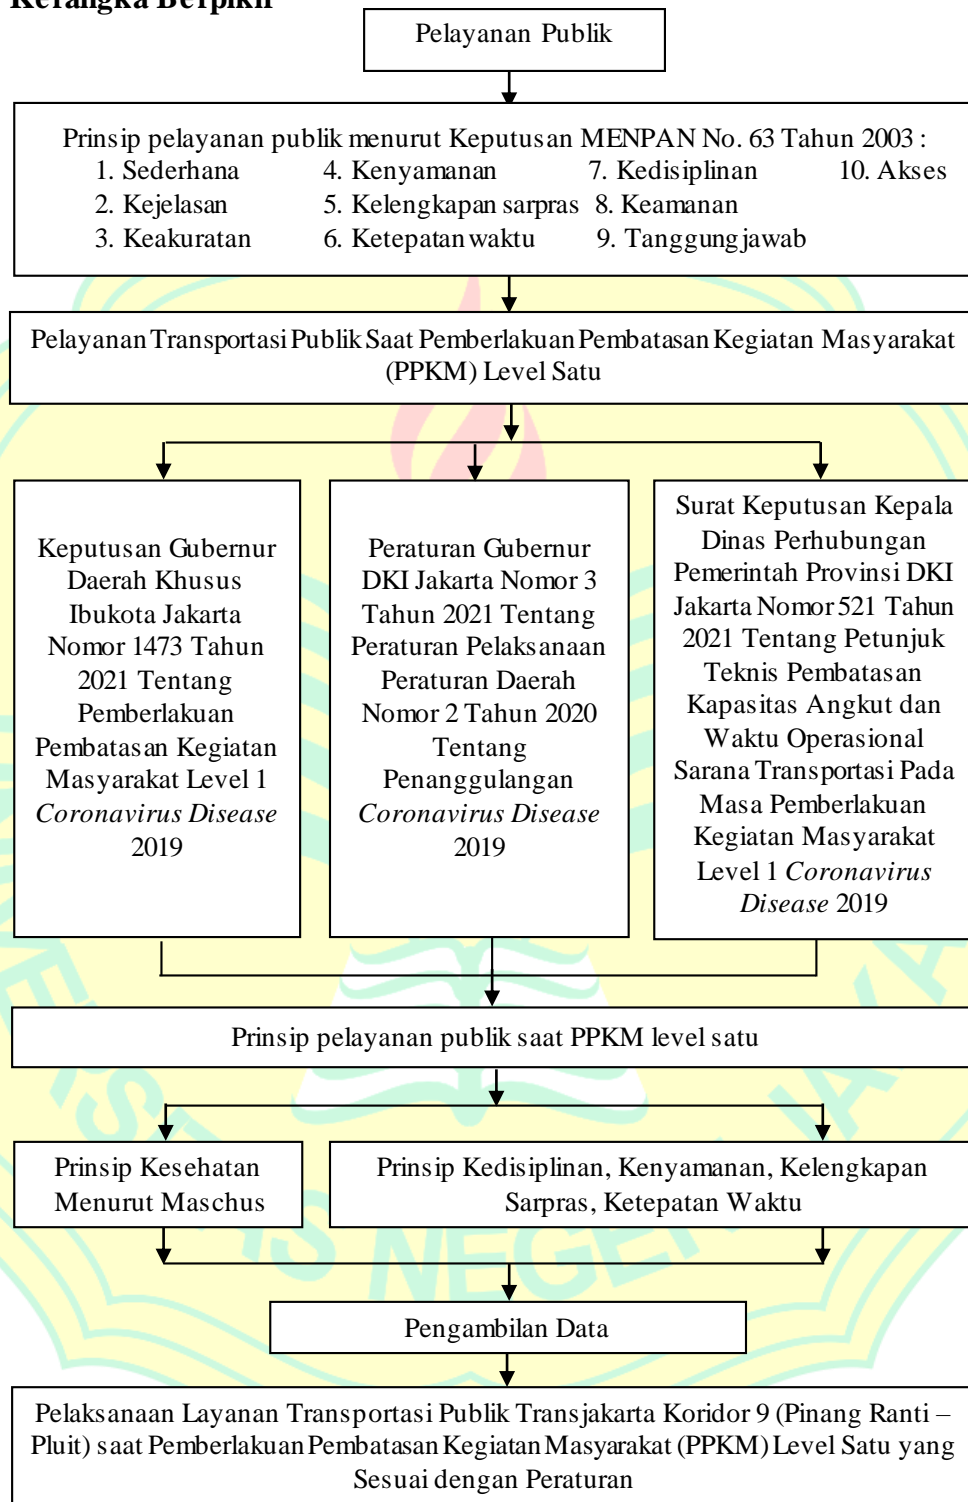 Kerangka Berpikir
Pelayanan Publik
Prinsip pelayanan publik menurut Keputusan MENPAN No. 63 Tahun 2003 :
1. Sederhana 4. Kenyamanan 7. Kedisiplinan 10. Akses
2. Kejelasan 5. Kelengkapan sarpras 8. Keamanan
3. Keakuratan 6. Ketepatan waktu 9. Tanggung jawab
Pelayanan Transportasi Publik Saat Pemberlakuan Pembatasan Kegiatan Masyarakat
(PPKM) Level Satu
Keputusan Gubernur
Daerah Khusus
Ibukota Jakarta
Nomor 1473 Tahun
2021 Tentang
Pemberlakuan
Pembatasan Kegiatan
Masyarakat Level 1
Coronavirus Disease
2019
Peraturan Gubernur
DKI Jakarta Nomor 3
Tahun 2021 Tentang
Peraturan Pelaksanaan
Peraturan Daerah
Nomor 2 Tahun 2020
Tentang
Penanggulangan
Coronavirus Disease
2019
Surat Keputusan Kepala
Dinas Perhubungan
Pemerintah Provinsi DKI
Jakarta Nomor 521 Tahun
2021 Tentang Petunjuk
Teknis Pembatasan
Kapasitas Angkut dan
Waktu Operasional
Sarana Transportasi Pada
Masa Pemberlakuan
Kegiatan Masyarakat
Level 1 Coronavirus
Disease 2019
Prinsip pelayanan publik saat PPKM level satu
Prinsip Kesehatan
Menurut Maschus
Prinsip Kedisiplinan, Kenyamanan, Kelengkapan
Sarpras, Ketepatan Waktu
Pengambilan Data
Pelaksanaan Layanan Transportasi Publik Transjakarta Koridor 9 (Pinang Ranti –
Pluit) saat Pemberlakuan Pembatasan Kegiatan Masyarakat (PPKM) Level Satu yang
Sesuai dengan Peraturan